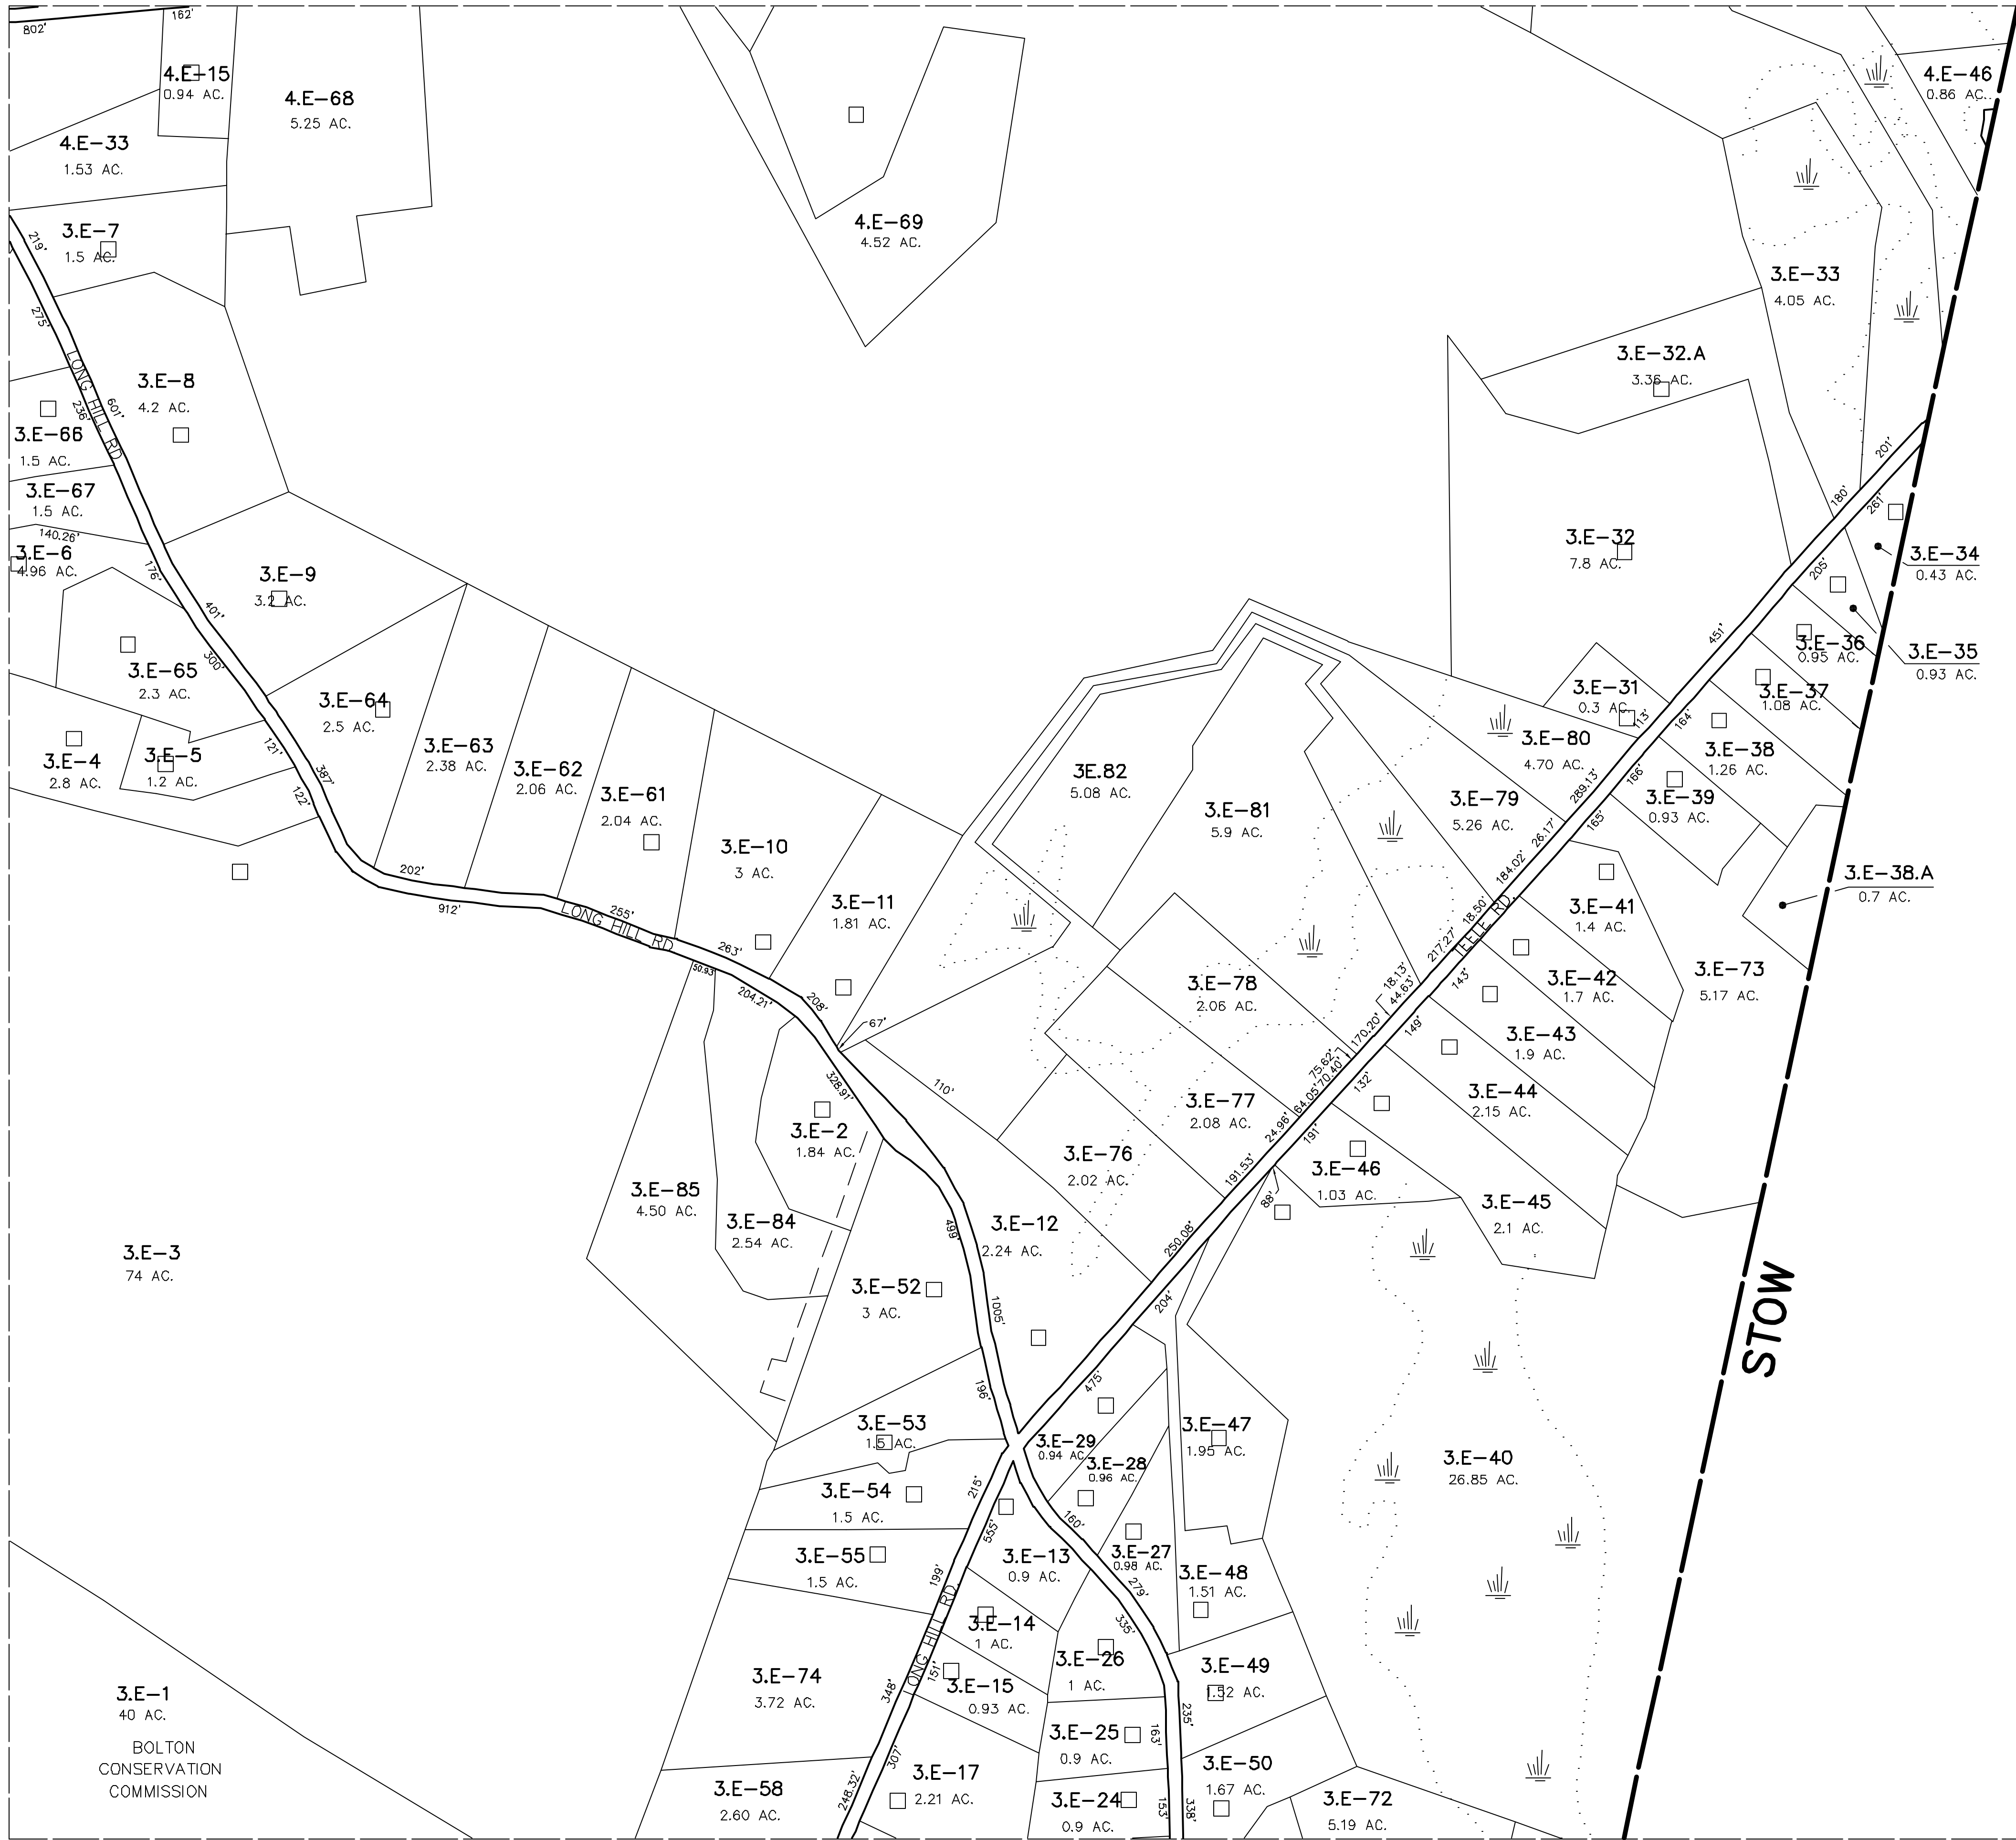 802'
162'
4.E-15
0.94 AC.
4.E-68
5.25 AC.
4.E-33
1.53 AC.
4.E-69
4.52 AC.
4.E-46
0.86 AC.
3.E-7
1.5 AC.
219'
275'
LONG HILL RD
236'
601'
3.E-8
4.2 AC.
3.E-66
1.5 AC.
3.E-67
1.5 AC.
140.26'
3.E-6
4.96 AC.
176'
3.E-9
3.2 AC.
401'
300'
3.E-65
2.3 AC.
3.E-64
2.5 AC.
3.E-4
2.8 AC.
3.E-5
1.2 AC.
121'
122'
387'
3.E-63
2.38 AC.
3.E-62
2.06 AC.
3.E-61
2.04 AC.
3.E-10
3 AC.
3.E-11
1.81 AC.
202'
912'
LONG HILL RD
255'
263'
50.93
204.21'
208'
67'
328.91'
110'
3.E-33
4.05 AC.
3.E-32.A
3.36 AC.
3.E-32
7.8 AC.
201'
180'
261'
205'
3.E-34
0.43 AC.
3.E-35
0.93 AC.
3.E-36
0.95 AC.
3.E-37
1.08 AC.
451'
3.E-31
0.3 AC.
113'
164'
3.E-38
1.26 AC.
3.E-80
4.70 AC.
289.13'
166'
3.E-39
0.93 AC.
3.E-79
5.26 AC.
26.17'
165'
3E.82
5.08 AC.
3.E-81
5.9 AC.
184.02'
18.50'
TEELE RD.
217.27'
3.E-38.A
0.7 AC.
3.E-41
1.4 AC.
3.E-42
1.7 AC.
3.E-73
5.17 AC.
18.13'
44.63'
143'
3.E-43
1.9 AC.
170.20'
149'
3.E-78
2.06 AC.
75.62'
70.40'
132'
64.05'
3.E-44
2.15 AC.
3.E-77
2.08 AC.
24.96'
191'
191.53'
3.E-76
2.02 AC.
3.E-46
1.03 AC.
88'
3.E-45
2.1 AC.
3.E-2
1.84 AC.
3.E-85
4.50 AC.
3.E-84
2.54 AC.
3.E-12
2.24 AC.
499'
250.08'
204'
3.E-3
74 AC.
3.E-52
3 AC.
1005'
STOW
196'
475'
3.E-53
1.5 AC.
3.E-29
0.94 AC.
3.E-28
0.96 AC.
3.E-47
1.95 AC.
3.E-40
26.85 AC.
3.E-54
1.5 AC.
215'
555'
160'
3.E-55
1.5 AC.
3.E-13
0.9 AC.
3.E-27
0.98 AC.
279'
3.E-48
1.51 AC.
199'
LONG HILL RD.
3.E-14
1 AC.
335'
3.E-26
1 AC.
3.E-49
1.52 AC.
3.E-74
3.72 AC.
348'
151'
3.E-15
0.93 AC.
235'
3.E-1
40 AC.
BOLTON
CONSERVATION
COMMISSION
3.E-25
0.9 AC.
163'
307'
3.E-17
2.21 AC.
3.E-50
1.67 AC.
3.E-58
2.60 AC.
248.32'
3.E-24
0.9 AC.
153'
338'
3.E-72
5.19 AC.